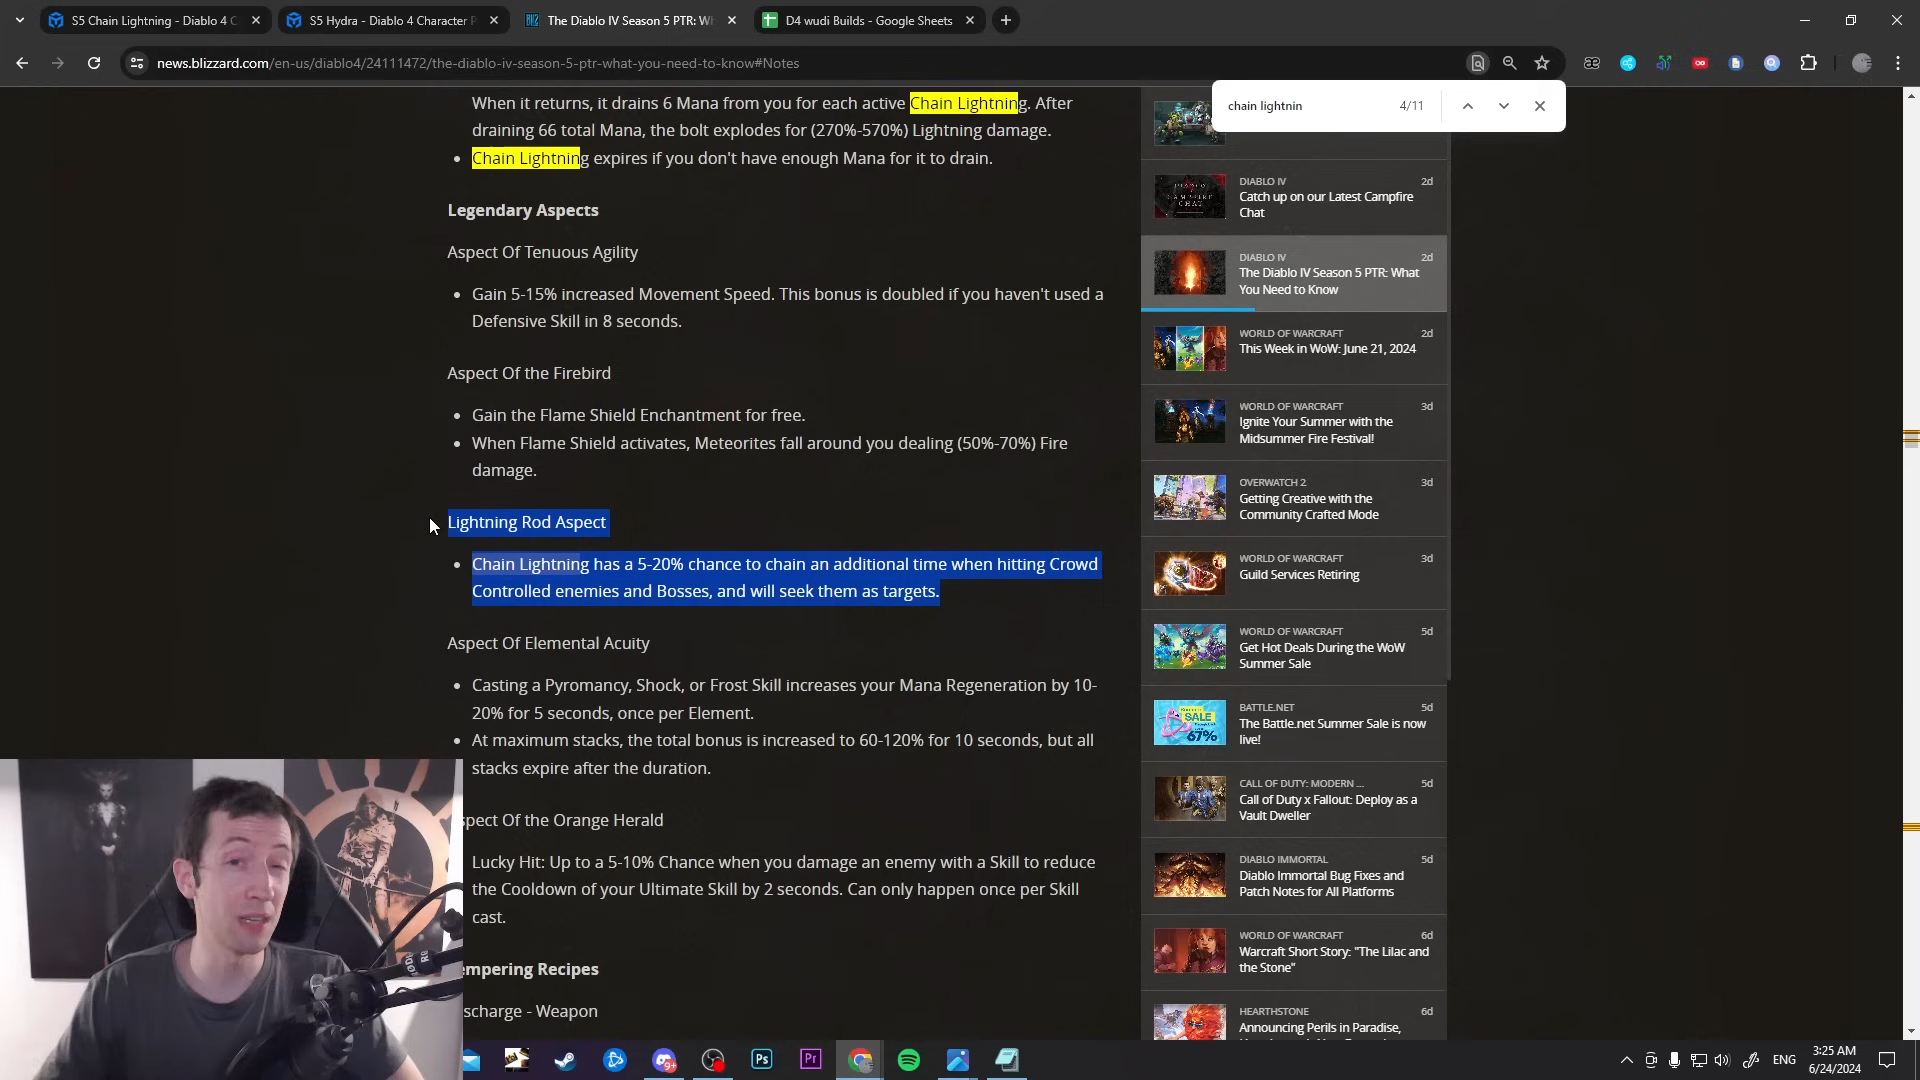 S5 Chain Lightning - Diablo 4 C
S5 Hydra - Diablo 4 Character P
The Diablo IV Season 5 PTR: Wh
D4 wudi Builds - Google Sheets
news.blizzard.com/en-us/diablo4/24111472/the-diablo-iv-season-5-ptr-what-you-need-to-know#Notes
chain lightnin
4/11
When it returns, it drains 6 Mana from you for each active Chain Lightning. After
draining 66 total Mana, the bolt explodes for (270%-570%) Lightning damage.
Chain Lightning expires if you don't have enough Mana for it to drain.
Legendary Aspects
Aspect Of Tenuous Agility
Gain 5-15% increased Movement Speed. This bonus is doubled if you haven't used a
Defensive Skill in 8 seconds.
Aspect Of the Firebird
Gain the Flame Shield Enchantment for free.
When Flame Shield activates, Meteorites fall around you dealing (50%-70%) Fire
damage.
Lightning Rod Aspect
Chain Lightning has a 5-20% chance to chain an additional time when hitting Crowd
Controlled enemies and Bosses, and will seek them as targets.
Aspect Of Elemental Acuity
Casting a Pyromancy, Shock, or Frost Skill increases your Mana Regeneration by 10-
20% for 5 seconds, once per Element.
At maximum stacks, the total bonus is increased to 60-120% for 10 seconds, but all
stacks expire after the duration.
spect Of the Orange Herald
Lucky Hit: Up to a 5-10% Chance when you damage an enemy with a Skill to reduce
the Cooldown of your Ultimate Skill by 2 seconds. Can only happen once per Skill
cast.
empering Recipes
scharge - Weapon
DIABLO IV
2d
Catch up on our Latest Campfire
Chat
DIABLO IV
2d
The Diablo IV Season 5 PTR: What
You Need to Know
WORLD OF WARCRAFT
2d
This Week in WoW: June 21, 2024
WORLD OF WARCRAFT
3d
Ignite Your Summer with the
Midsummer Fire Festival!
OVERWATCH 2
3d
Getting Creative with the
Community Crafted Mode
WORLD OF WARCRAFT
3d
Guild Services Retiring
WORLD OF WARCRAFT
5d
Get Hot Deals During the WoW
Summer Sale
BATTLE.NET
5d
The Battle.net Summer Sale is now
live!
SALE
67%
CALL OF DUTY: MODERN ...
5d
Call of Duty x Fallout: Deploy as a
Vault Dweller
DIABLO IMMORTAL
5d
Diablo Immortal Bug Fixes and
Patch Notes for All Platforms
WORLD OF WARCRAFT
6d
Warcraft Short Story: "The Lilac and
the Stone"
HEARTHSTONE
6d
Announcing Perils in Paradise,
9+
Ps
Pr
ENG
3:25 AM
6/24/2024